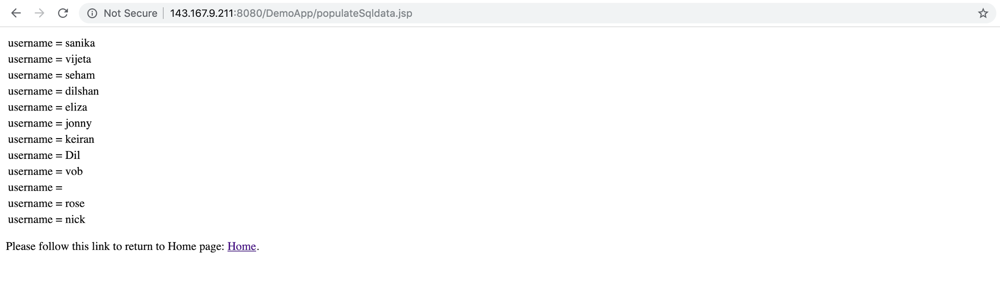 Not Secure | 143.167.9.211:8080/DemoApp/populateSqldata.jsp
username = sanika
username = vijeta
username = seham
username = dilshan
username = eliza
username = jonny
username = keiran
username = Dil
username = vob
username =
username = rose
username = nick
Please follow this link to return to Home page: Home.